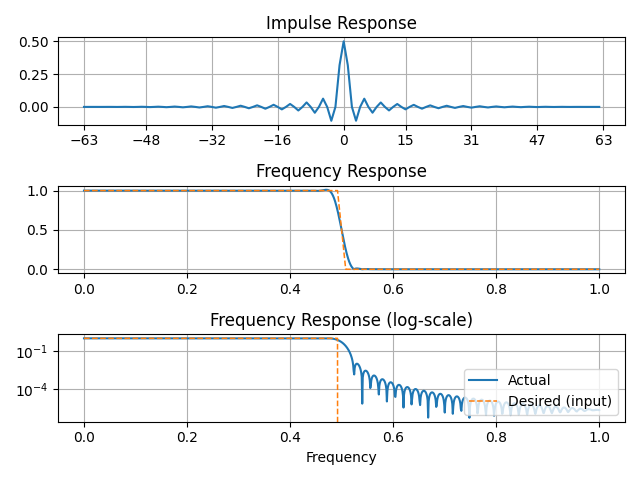 Impulse Response
0.50
0.25
0.00
−63 −48 −32 −16 0 15 31 47 63
Frequency Response
1.0
0.5
0.0
0.0 0.2 0.4 0.6 0.8 1.0
Frequency Response (log-scale)
10⁻¹
10⁻⁴
Actual
Desired (input)
0.0 0.2 0.4 0.6 0.8 1.0
Frequency